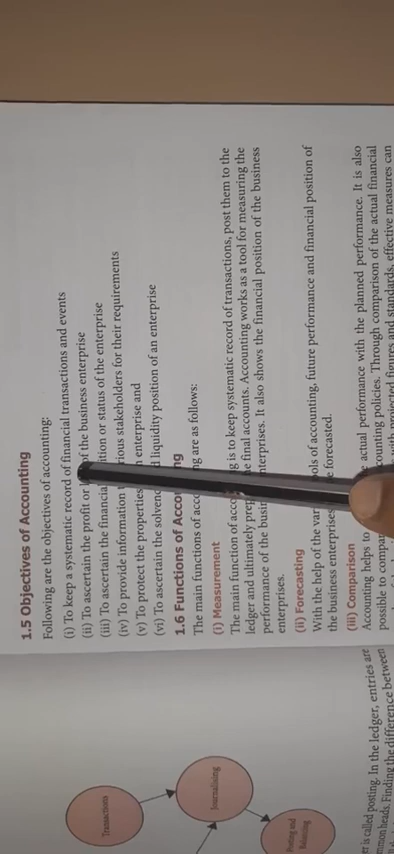 1.5 Objectives of Accounting
Following are the objectives of accounting:
(i) To keep a systematic record of financial transactions and events
(ii) To ascertain the profit or of the business enterprise
(iii) To ascertain the financia ition or status of the enterprise
(iv) To provide information rious stakeholders for their requirements
(v) To protect the properties enterprise and
(vi) To ascertain the solvenc liquidity position of an enterprise
1.6 Functions of Accou ng
The main functions of acco g are as follows:
(i) Measurement
The main function of acco g is to keep systematic record of transactions, post them to the
ledger and ultimately prep e final accounts. Accounting works as a tool for measuring the
performance of the busin nterprises. It also shows the financial position of the business
enterprises.
(ii) Forecasting
With the help of the var ols of accounting, future performance and financial position of
the business enterprises e forecasted.
(iii) Comparison
Accounting helps to actual performance with the planned performance. It is also
possible to compar counting policies. Through comparison of the actual financial
with projected figures and standards, effective measures can
Transactions
Journalising
Posting and
Balancing
er is called posting. In the ledger, entries are
mmon heads. Finding the difference between